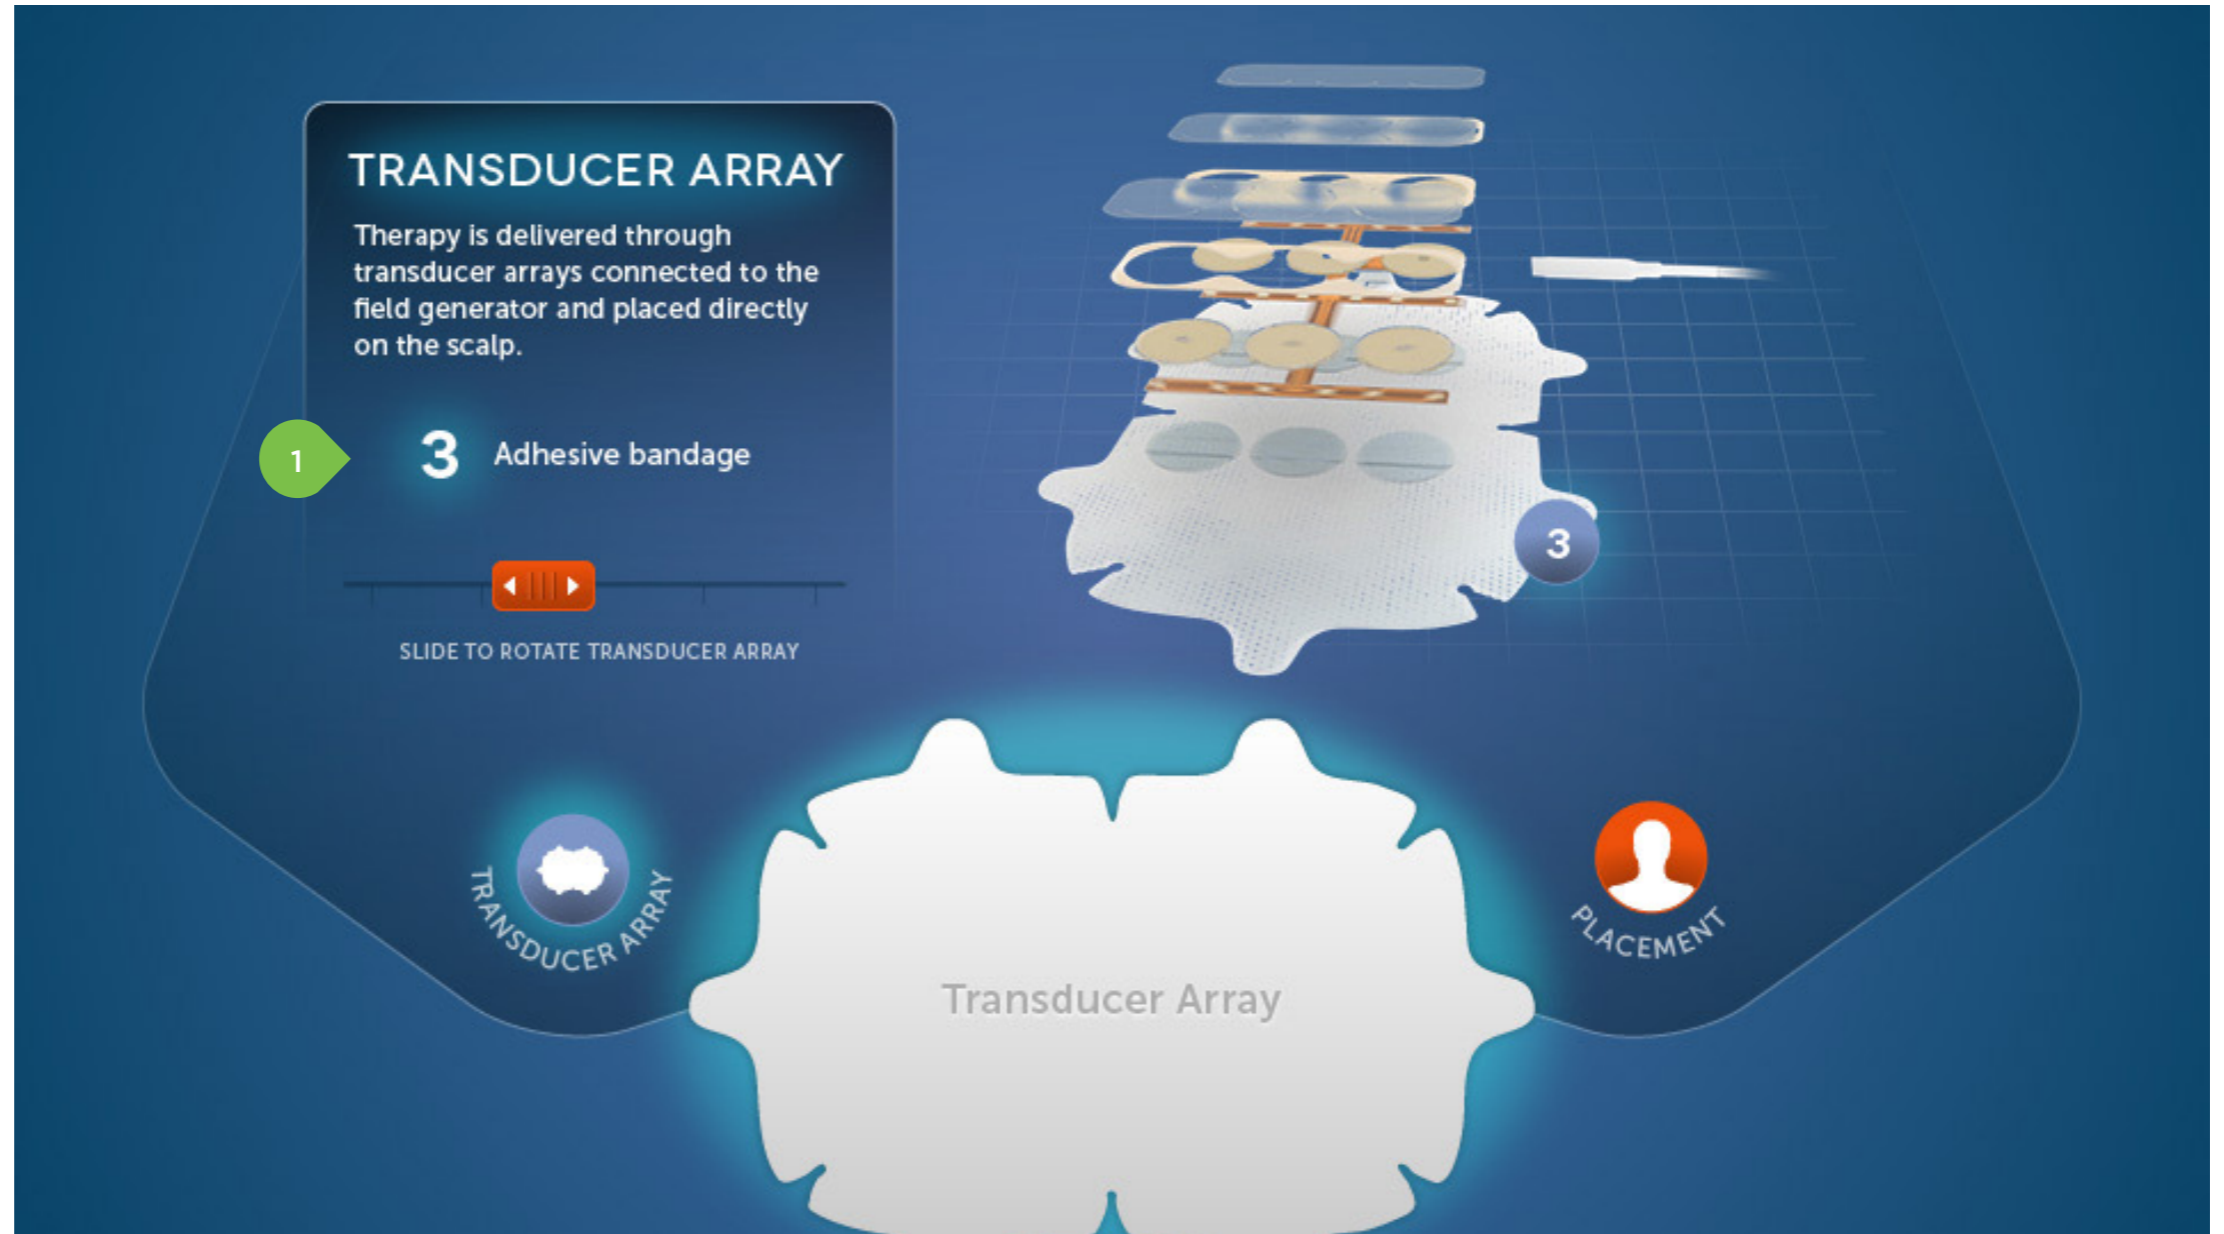 TRANSDUCER ARRAY
Therapy is delivered through
transducer arrays connected to the
field generator and placed directly
on the scalp.
1
3 Adhesive bandage
SLIDE TO ROTATE TRANSDUCER ARRAY
3
TRANSDUCER ARRAY
Transducer Array
PLACEMENT